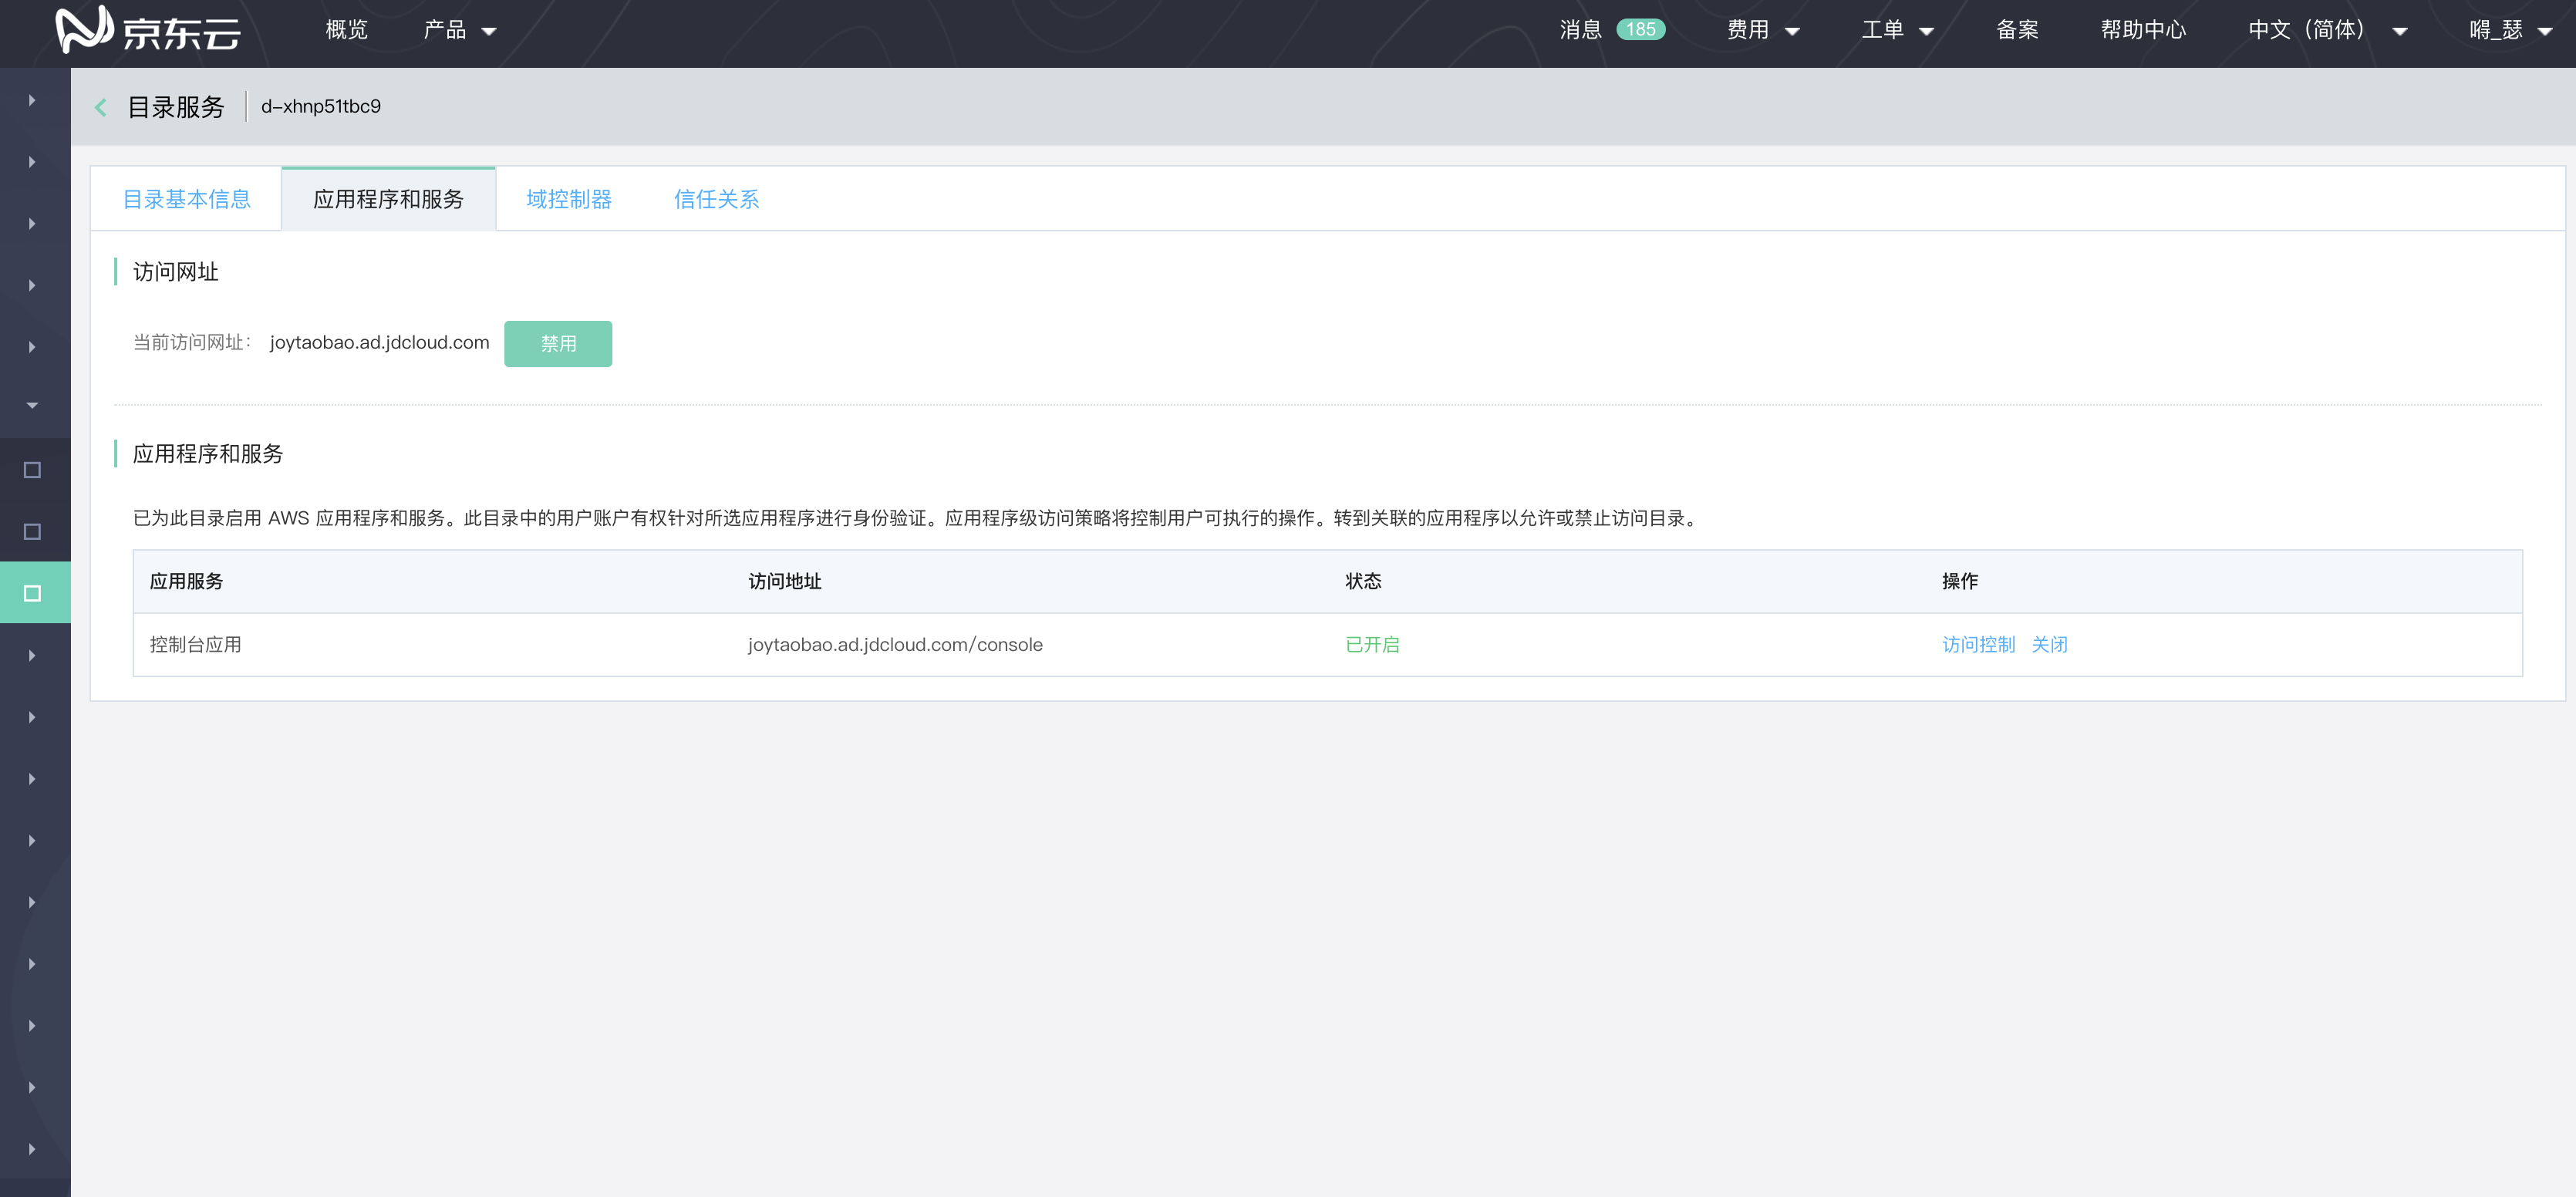 京东云 概览 产品 消息 185 费用 工单 备案 帮助中心 中文（简体） 嘚_瑟
目录服务 d-xhnp51tbc9
目录基本信息 应用程序和服务 域控制器 信任关系
访问网址
当前访问网址： joytaobao.ad.jdcloud.com 禁用
应用程序和服务
已为此目录启用 AWS 应用程序和服务。此目录中的用户账户有权针对所选应用程序进行身份验证。应用程序级访问策略将控制用户可执行的操作。转到关联的应用程序以允许或禁止访问目录。
应用服务 访问地址 状态 操作
控制台应用 joytaobao.ad.jdcloud.com/console 已开启 访问控制 关闭